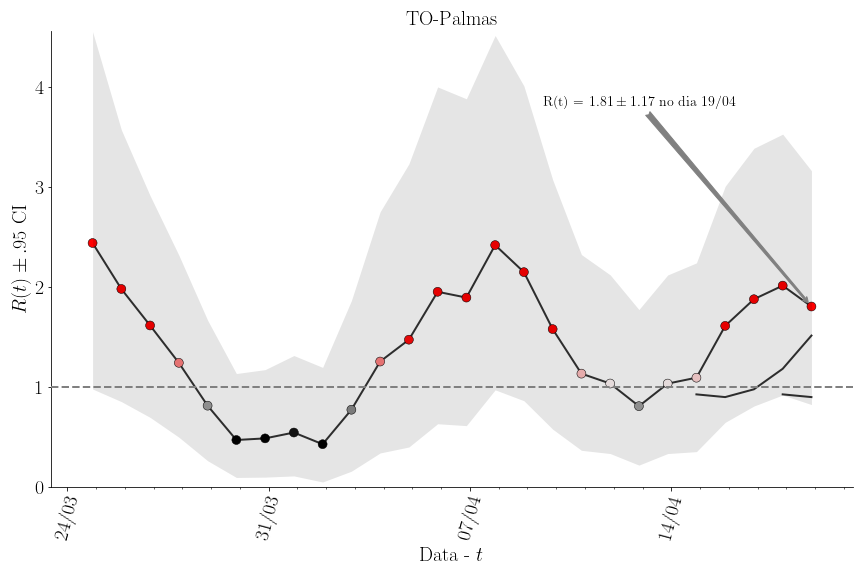 TO-Palmas
R(t) = 1.81 ± 1.17 no dia 19/04
R(t) ± .95 CI
4
3
2
1
0
24/03
31/03
07/04
14/04
Data - t